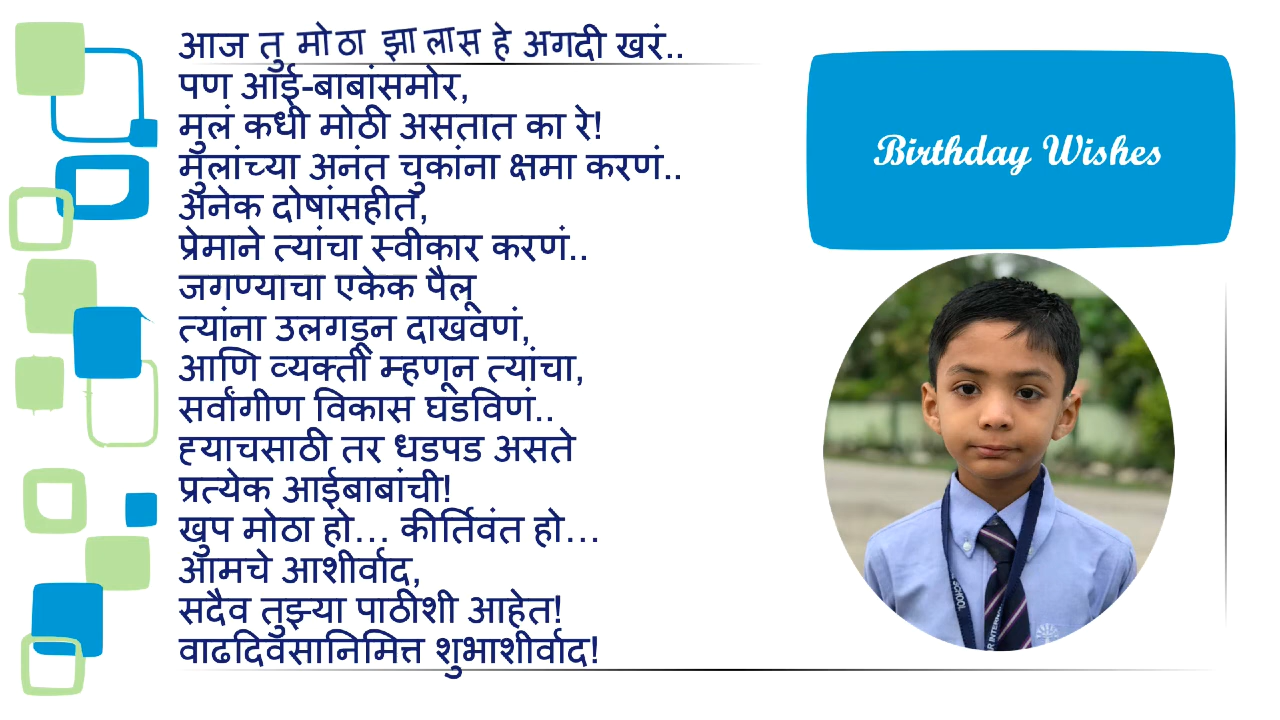 आज तु मोठा झालास हे अगदी खरं..
पण आई-बाबांसमोर,
मुलं कधी मोठी असतात का रे!
मुलांच्या अनंत चुकांना क्षमा करणं..
अनेक दोषांसहीत,
प्रेमाने त्यांचा स्वीकार करणं..
जगण्याचा एकेक पैलू
त्यांना उलगडून दाखवणं,
आणि व्यक्ती म्हणून त्यांचा,
सर्वांगीण विकास घडविणं..
ह्याचसाठी तर धडपड असते
प्रत्येक आईबाबांची!
खुप मोठा हो... कीर्तिवंत हो...
आमचे आशीर्वाद,
सदैव तुझ्या पाठीशी आहेत!
वाढदिवसानिमित्त शुभाशीर्वाद!
Birthday Wishes
SCHOOL